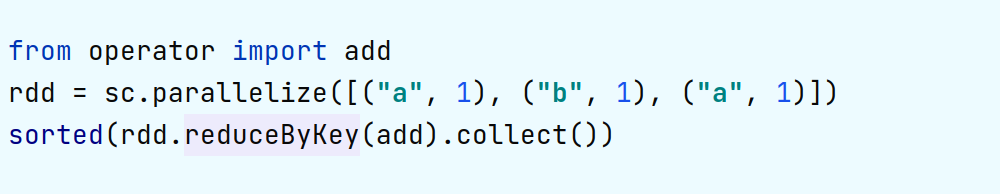 from operator import add
rdd = sc.parallelize([("a", 1), ("b", 1), ("a", 1)])
sorted(rdd.reduceByKey(add).collect())